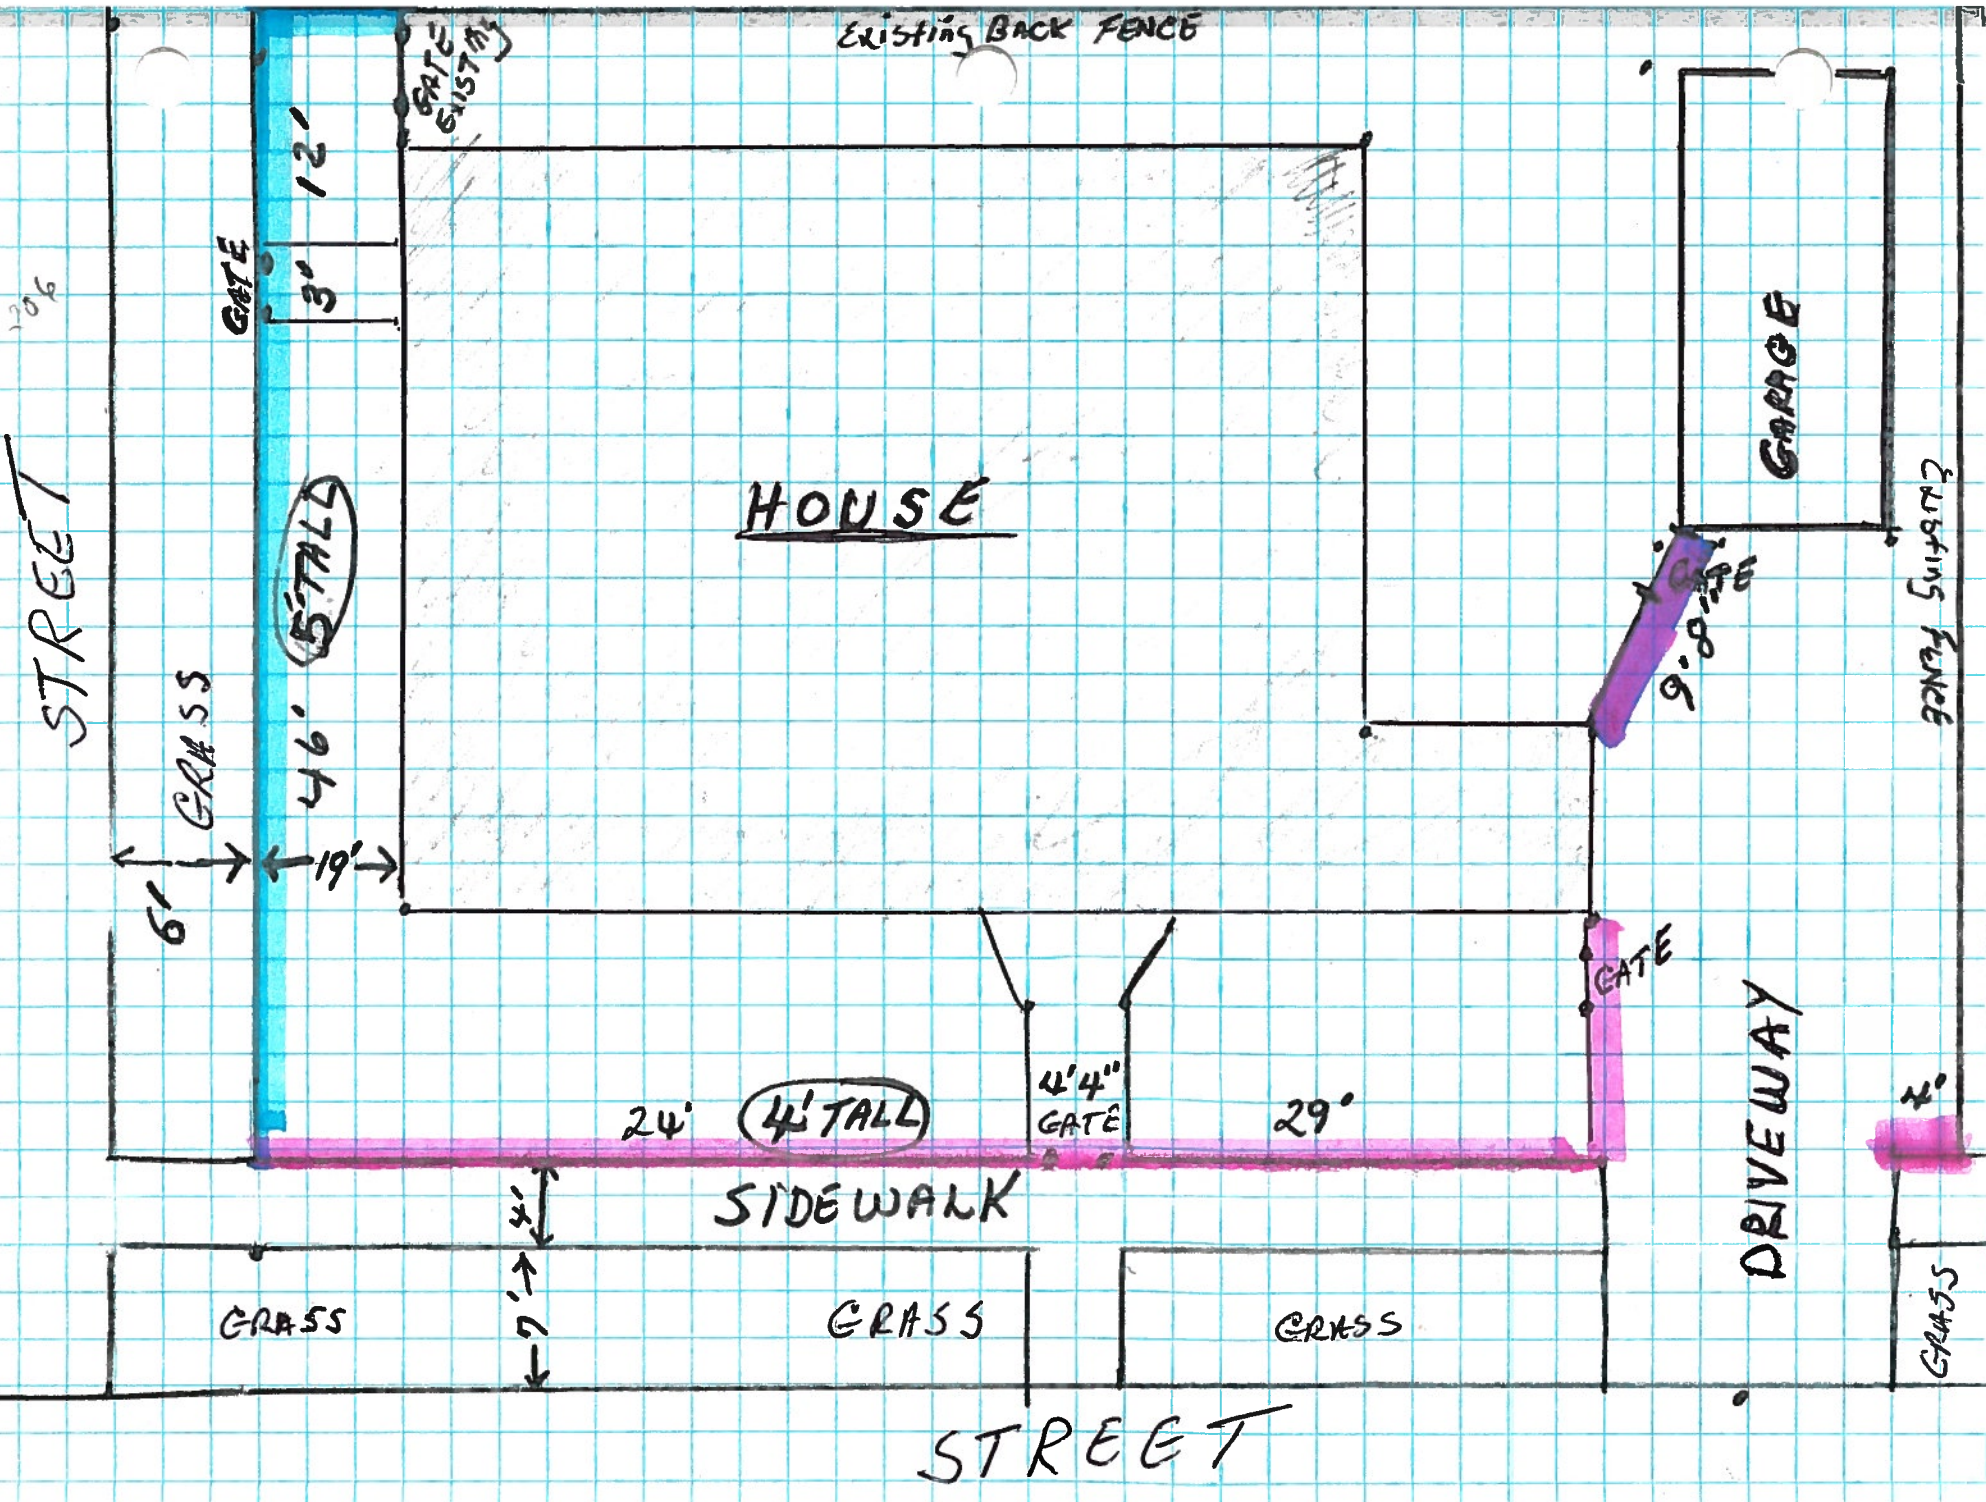 Existing BACK FENCE
GATE
EXISTING
12'
GATE
3'
GARAGE
STREET
5' TALL
HOUSE
Existing FENCE
GATE
9' 8"
GRASS
46'
19'
6'
GATE
DRIVEWAY
24'
4' TALL
4'4"
GATE
29'
4'
SIDEWALK
4'
7'
GRASS
GRASS
GRASS
GRASS
STREET